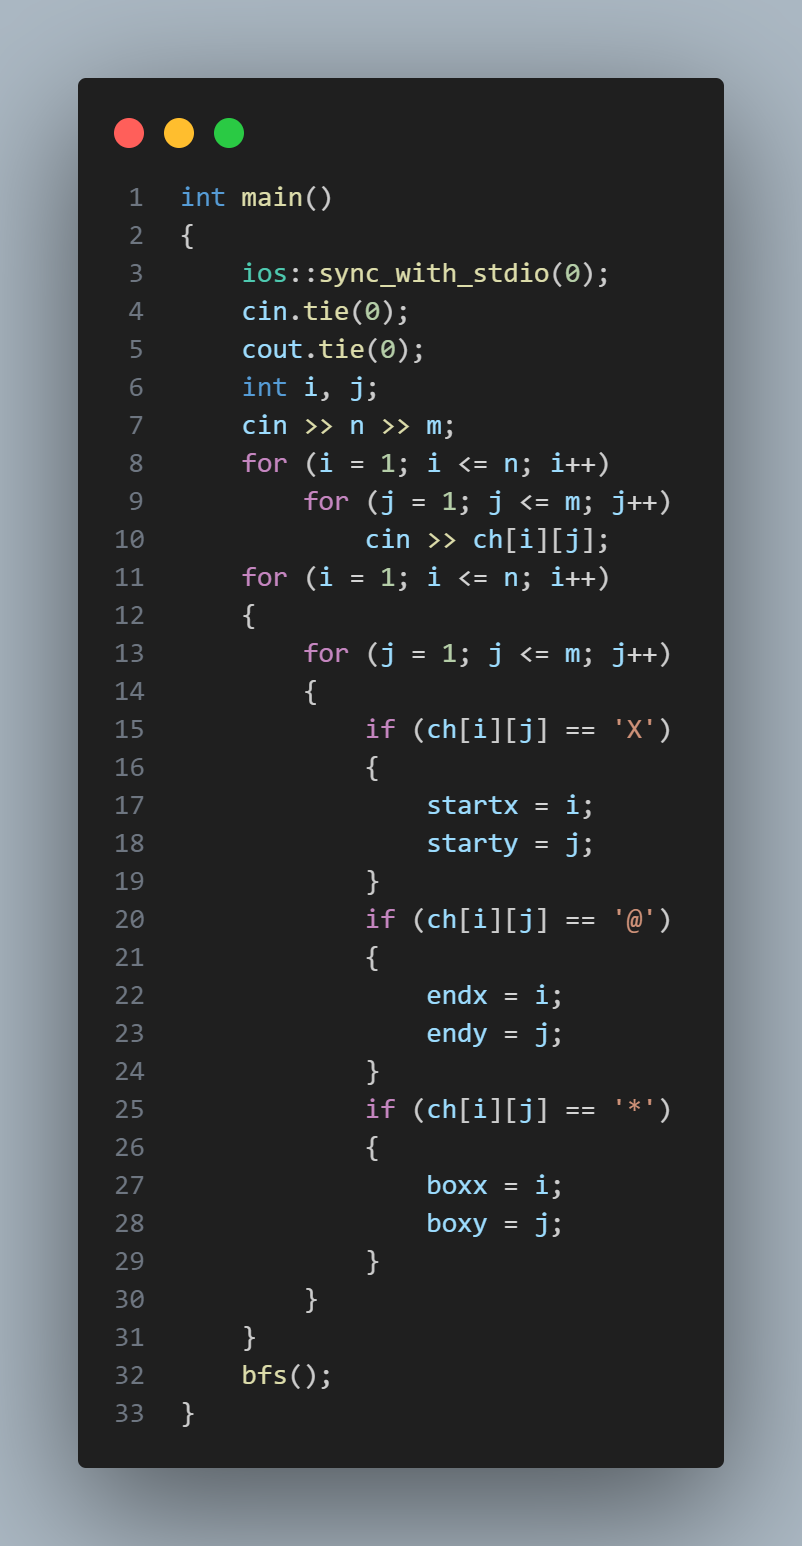 1 int main()
2 {
3     ios::sync_with_stdio(0);
4     cin.tie(0);
5     cout.tie(0);
6     int i, j;
7     cin >> n >> m;
8     for (i = 1; i <= n; i++)
9         for (j = 1; j <= m; j++)
10             cin >> ch[i][j];
11     for (i = 1; i <= n; i++)
12     {
13         for (j = 1; j <= m; j++)
14         {
15             if (ch[i][j] == 'X')
16             {
17                 startx = i;
18                 starty = j;
19             }
20             if (ch[i][j] == '@')
21             {
22                 endx = i;
23                 endy = j;
24             }
25             if (ch[i][j] == '*')
26             {
27                 boxx = i;
28                 boxy = j;
29             }
30         }
31     }
32     bfs();
33 }